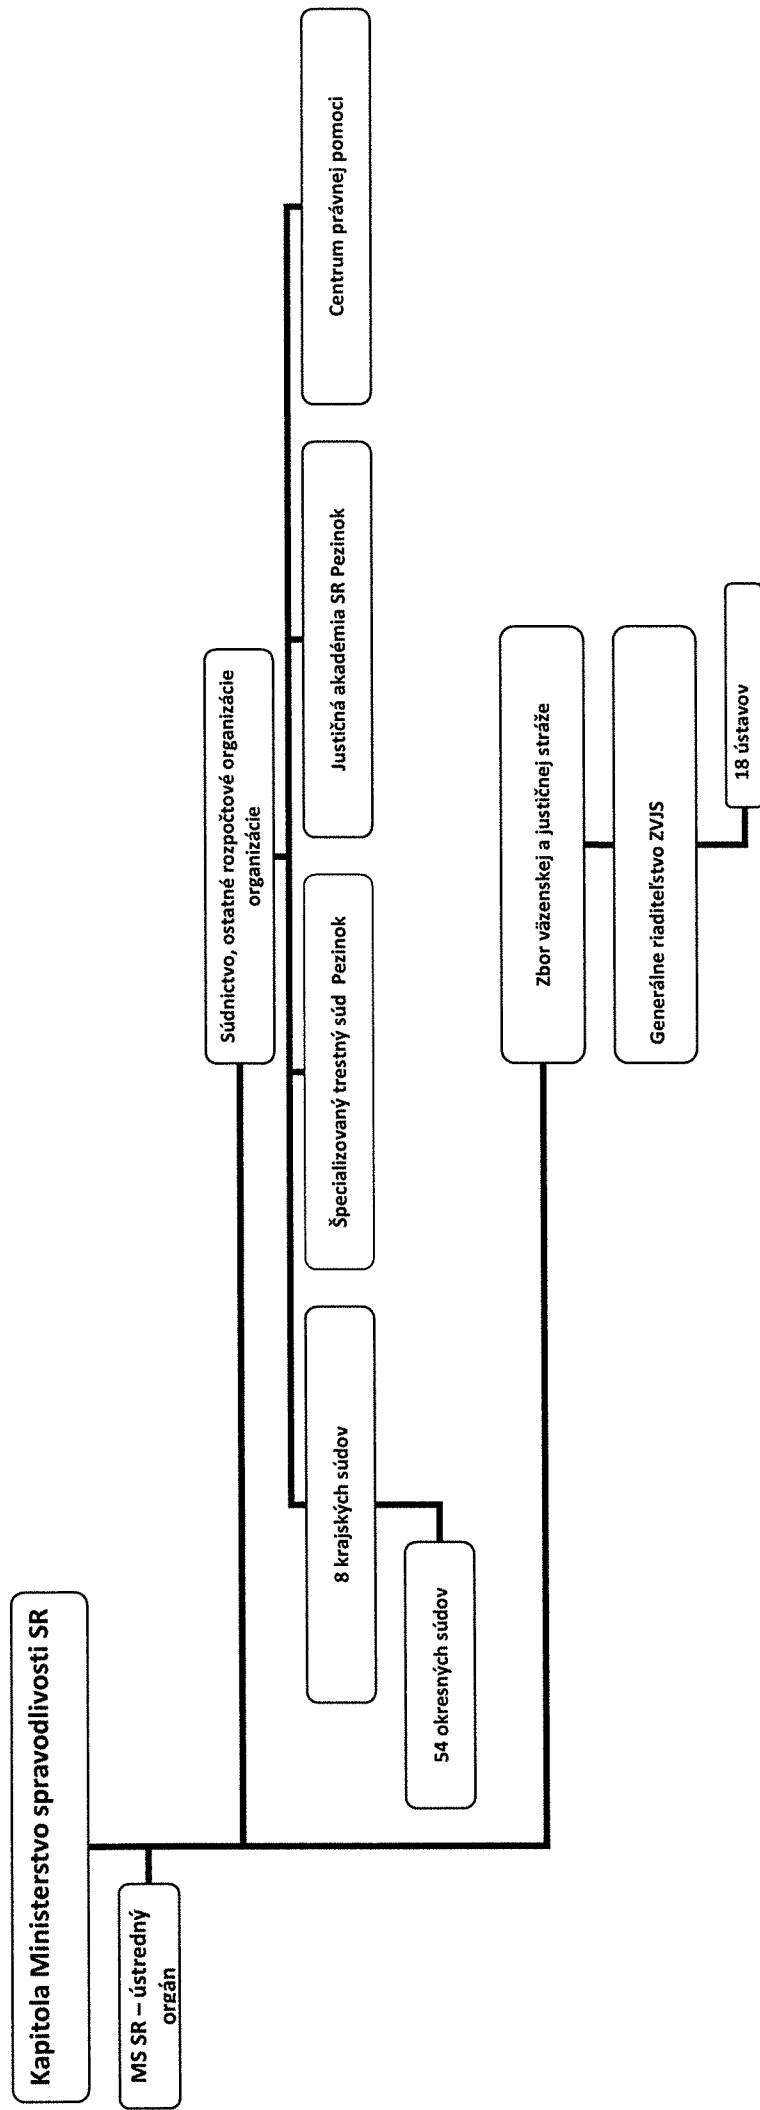 Kapitola Ministerstvo spravodlivosti SR
MS SR – ústredný
orgán
Súdnictvo, ostatné rozpočtové organizácie
organizácie
8 krajských súdov
Špecializovaný trestný súd Pezinok
Justičná akadémia SR Pezinok
Centrum právnej pomoci
54 okresných súdov
Zbor väzenskej a justičnej stráže
Generálne riaditeľstvo ZVJS
18 ústavov